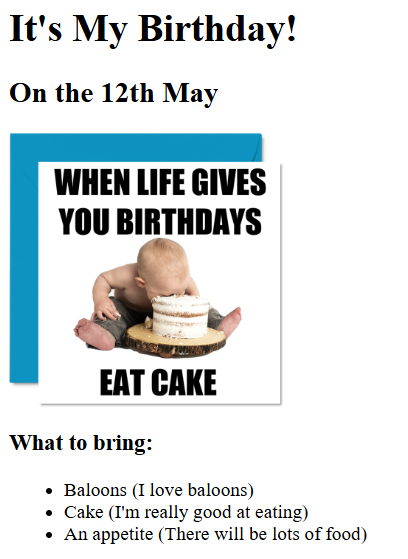 It's My Birthday!
On the 12th May
WHEN LIFE GIVES
YOU BIRTHDAYS
EAT CAKE
What to bring:
Baloons (I love baloons)
Cake (I'm really good at eating)
An appetite (There will be lots of food)